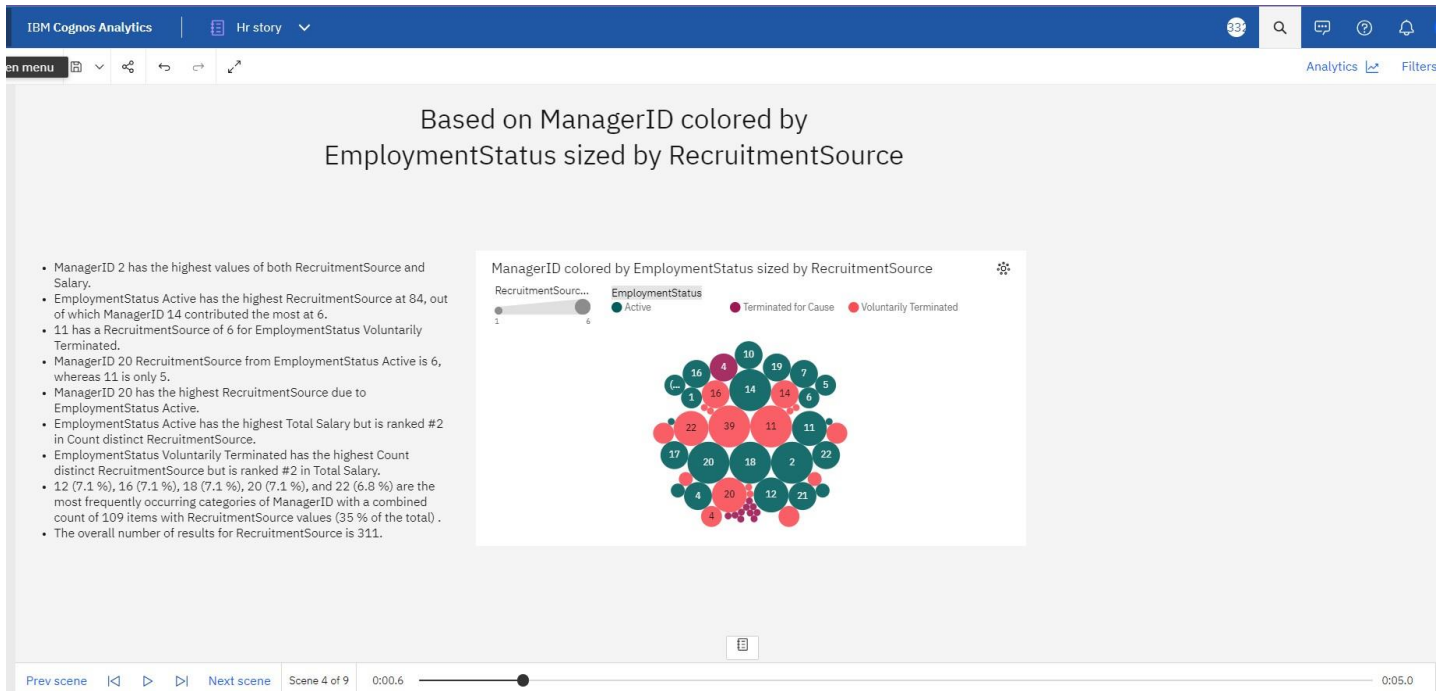 IBM Cognos Analytics
Hr story
332
en menu
Analytics
Filters
Based on ManagerID colored by
EmploymentStatus sized by RecruitmentSource
• ManagerID 2 has the highest values of both RecruitmentSource and
Salary.
• EmploymentStatus Active has the highest RecruitmentSource at 84, out
of which ManagerID 14 contributed the most at 6.
• 11 has a RecruitmentSource of 6 for EmploymentStatus Voluntarily
Terminated.
• ManagerID 20 RecruitmentSource from EmploymentStatus Active is 6,
whereas 11 is only 5.
• ManagerID 20 has the highest RecruitmentSource due to
EmploymentStatus Active.
• EmploymentStatus Active has the highest Total Salary but is ranked #2
in Count distinct RecruitmentSource.
• EmploymentStatus Voluntarily Terminated has the highest Count
distinct RecruitmentSource but is ranked #2 in Total Salary.
• 12 (7.1 %), 16 (7.1 %), 18 (7.1 %), 20 (7.1 %), and 22 (6.8 %) are the
most frequently occurring categories of ManagerID with a combined
count of 109 items with RecruitmentSource values (35 % of the total) .
• The overall number of results for RecruitmentSource is 311.
ManagerID colored by EmploymentStatus sized by RecruitmentSource
RecruitmentSourc...
1 6
EmploymentStatus
Active
Terminated for Cause
Voluntarily Terminated
10
16 4 19 7
(... 1 16 14 14 6 5
22 39 11 11
17 20 18 2 22
4 20 12 21
4
Prev scene
Next scene
Scene 4 of 9
0:00.6
0:05.0